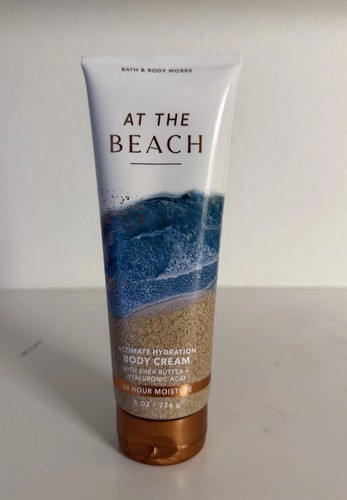 BATH & BODY WORKS
AT THE
BEACH
ULTIMATE HYDRATION
BODY CREAM
WITH SHEA BUTTER +
HYALURONIC ACID
24 HOUR MOISTURE
8 OZ / 226 g